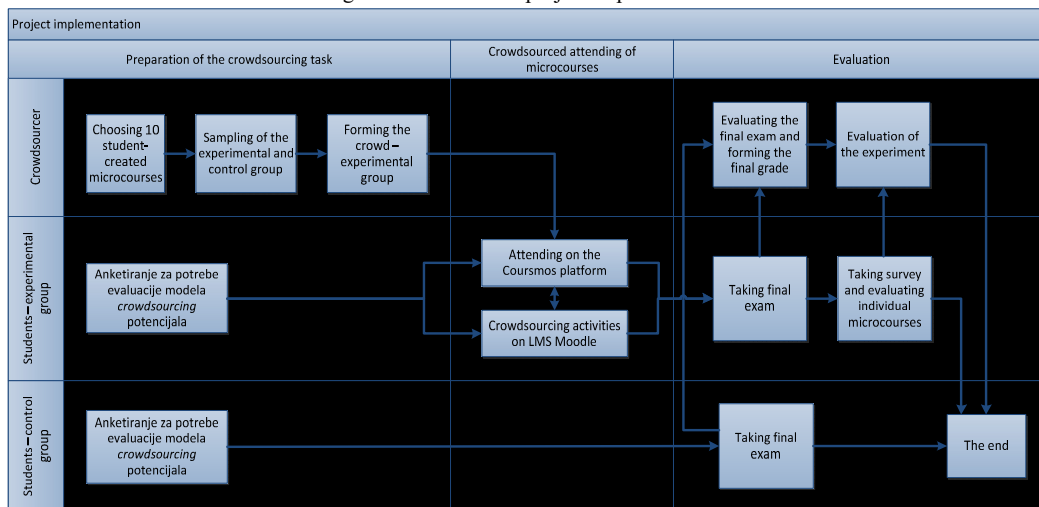 Project implementation
Preparation of the crowdsourcing task
Crowdsourced attending of
microcourses
Evaluation
Crowdsourcer
Choosing 10
student-
created
microcourses
Sampling of the
experimental and
control group
Forming the
crowd –
experimental
group
Evaluating the
final exam and
forming the
final grade
Evaluation of
the experiment
Students – experimental
group
Anketiranje za potrebe
evaluacije modela
crowdsourcing
potencijala
Attending on the
Coursmos platform
Crowdsourcing activities
on LMS Moodle
Taking final
exam
Taking survey
and evaluating
individual
microcourses
Students – control
group
Anketiranje za potrebe
evaluacije modela
crowdsourcing
potencijala
Taking final
exam
The end